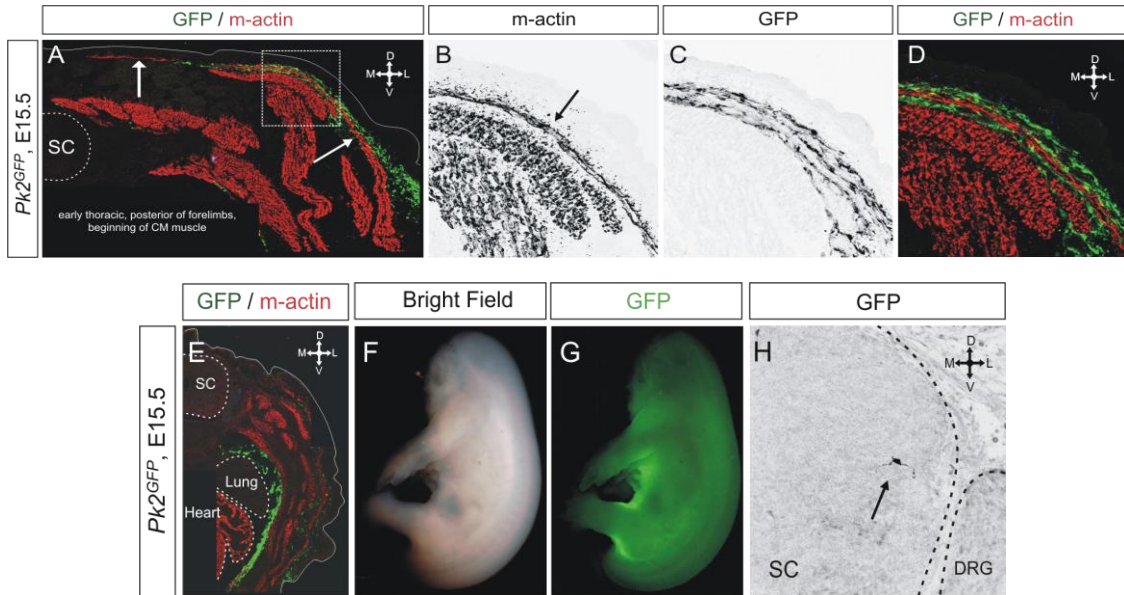 GFP / m-actin
m-actin
GFP
GFP / m-actin
Pk2GFP, E15.5
A
D
M L
V
SC
early thoracic, posterior of forelimbs,
beginning of CM muscle
B
C
D
D
M L
V
GFP / m-actin
Bright Field
GFP
GFP
Pk2GFP, E15.5
E
D
M L
V
SC
Lung
Heart
F
G
H
D
M L
V
SC
DRG